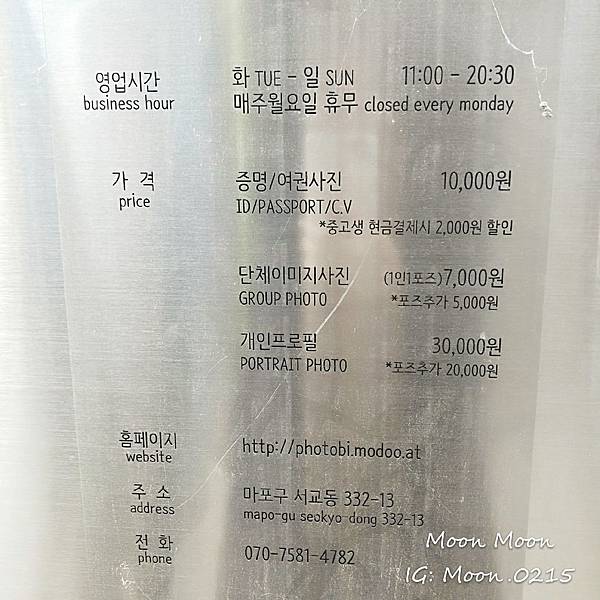 영업시간 화 TUE - 일 SUN 11:00 - 20:30
business hour 매주월요일 휴무 closed every monday
가 격 증명/여권사진 10,000원
price ID/PASSPORT/C.V
*중고생 현금결제시 2,000원 할인
단체이미지사진 (1인1포즈)7,000원
GROUP PHOTO *포즈추가 5,000원
개인프로필 30,000원
PORTRAIT PHOTO *포즈추가 20,000원
홈페이지 http://photobi.modoo.at
website
주 소 마포구 서교동 332-13
address mapo-gu seokyo-dong 332-13
전 화 070-7581-4782
phone
Moon Moon
IG: Moon.0215